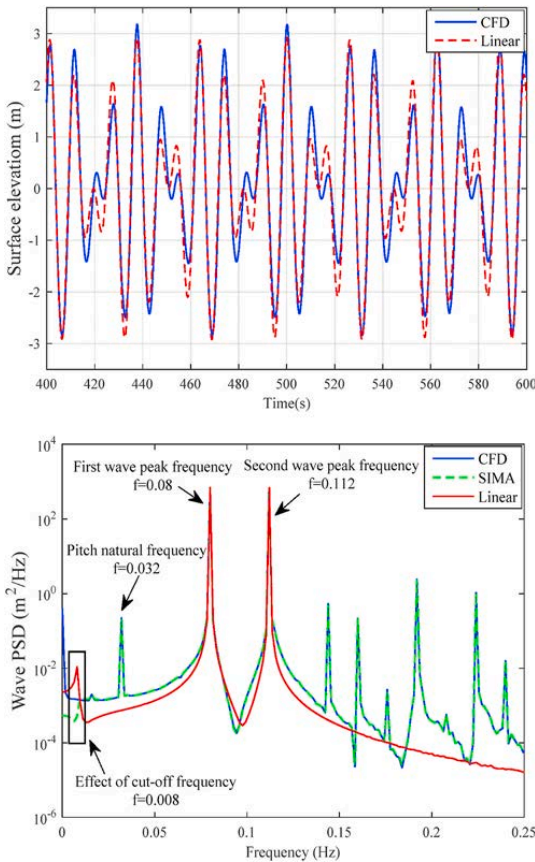 CFD
Linear
3
2
1
0
-1
-2
-3
Surface elevatiom (m)
400 420 440 460 480 500 520 540 560 580 600
Time(s)
10^4
10^2
10^0
10^-2
10^-4
10^-6
Wave PSD (m^2/Hz)
First wave peak frequency
f=0.08
Second wave peak frequency
f=0.112
CFD
SIMA
Linear
Pitch natural frequency
f=0.032
Effect of cut-off frequency
f=0.008
0 0.05 0.1 0.15 0.2 0.25
Frequency (Hz)